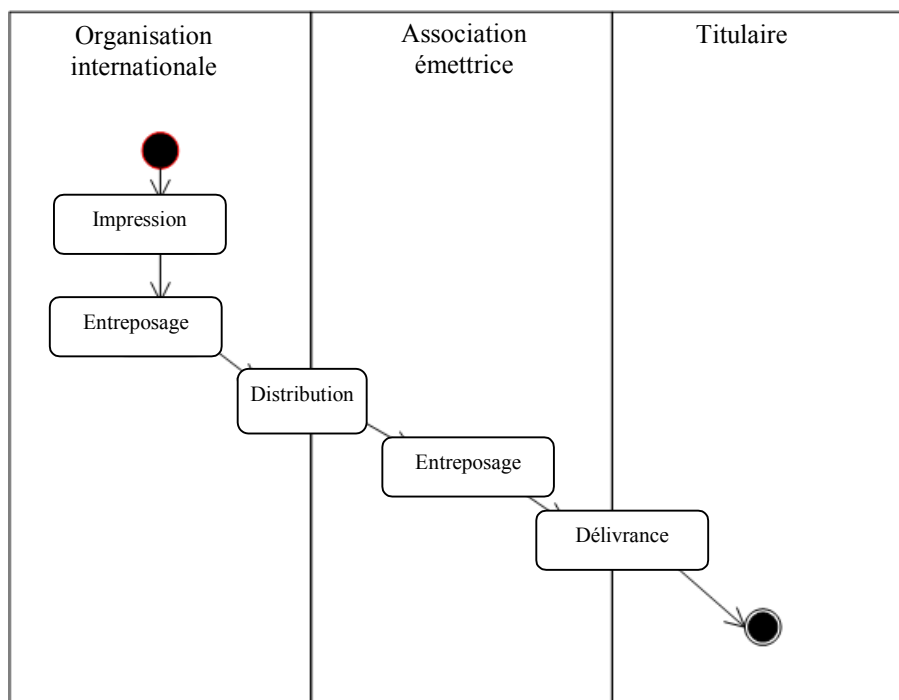 Organisation
internationale
Association
émettrice
Titulaire
Impression
Entreposage
Distribution
Entreposage
Délivrance